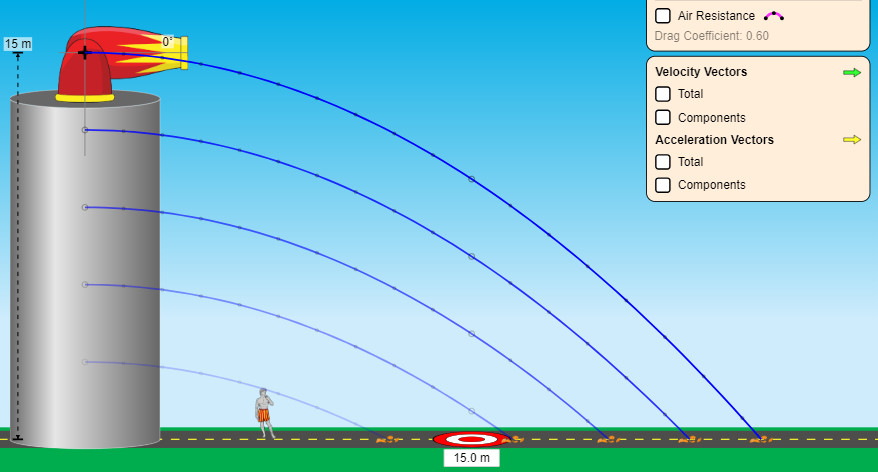 Air Resistance
Drag Coefficient: 0.60
15 m
0°
Velocity Vectors
Total
Components
Acceleration Vectors
Total
Components
15.0 m